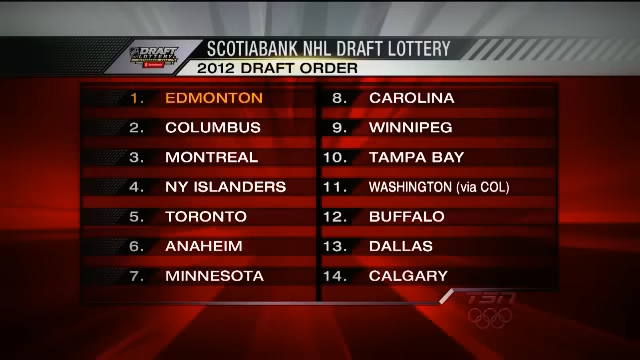 DRAFT
LOTTERY
SCOTIABANK NHL DRAFT LOTTERY
2012 DRAFT ORDER
1. EDMONTON
2. COLUMBUS
3. MONTREAL
4. NY ISLANDERS
5. TORONTO
6. ANAHEIM
7. MINNESOTA
8. CAROLINA
9. WINNIPEG
10. TAMPA BAY
11. WASHINGTON (via COL)
12. BUFFALO
13. DALLAS
14. CALGARY
TSN